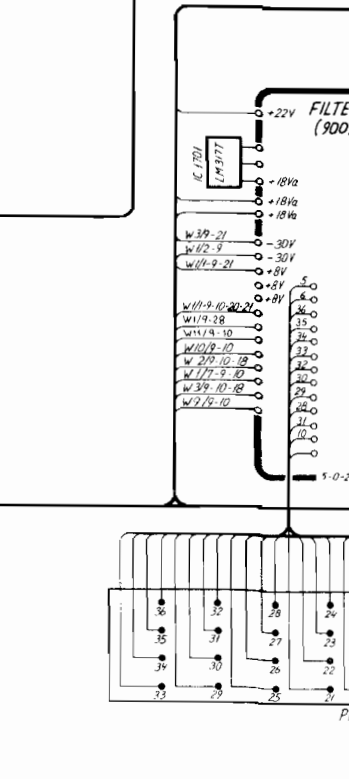 FILTE
(900
+22V
IC 1701
LM317T
+18Va
+18Va
+18Va
W3/9-21
-30V
W1/2-9
-30V
W1/1-9-21
+8V
+8V
+8V
W1/1-9-10-20-21
W1/9-28
W11/9-10
W10/9-10
W2/9-10-18
W1/7-9-10
W3/9-10-18
W9/9-10
5
6
36
35
34
33
32
30
29
28
31
10
5-0-2
36
32
28
24
35
31
27
23
34
30
26
22
33
29
25
21
P